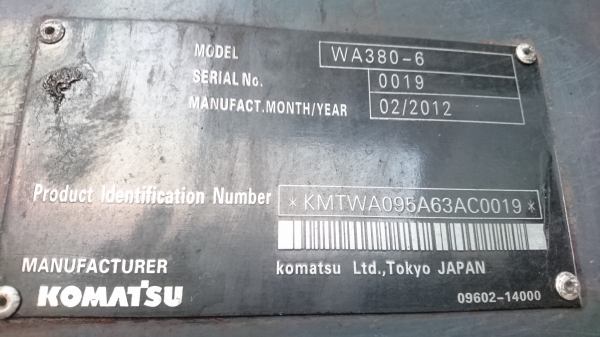 MODEL WA380-6
SERIAL No. 0019
MANUFACT.MONTH/YEAR 02/2012
Product Identification Number *KMTWA095A63AC0019*
MANUFACTURER komatsu Ltd.,Tokyo JAPAN
KOMATSU 09602-14000